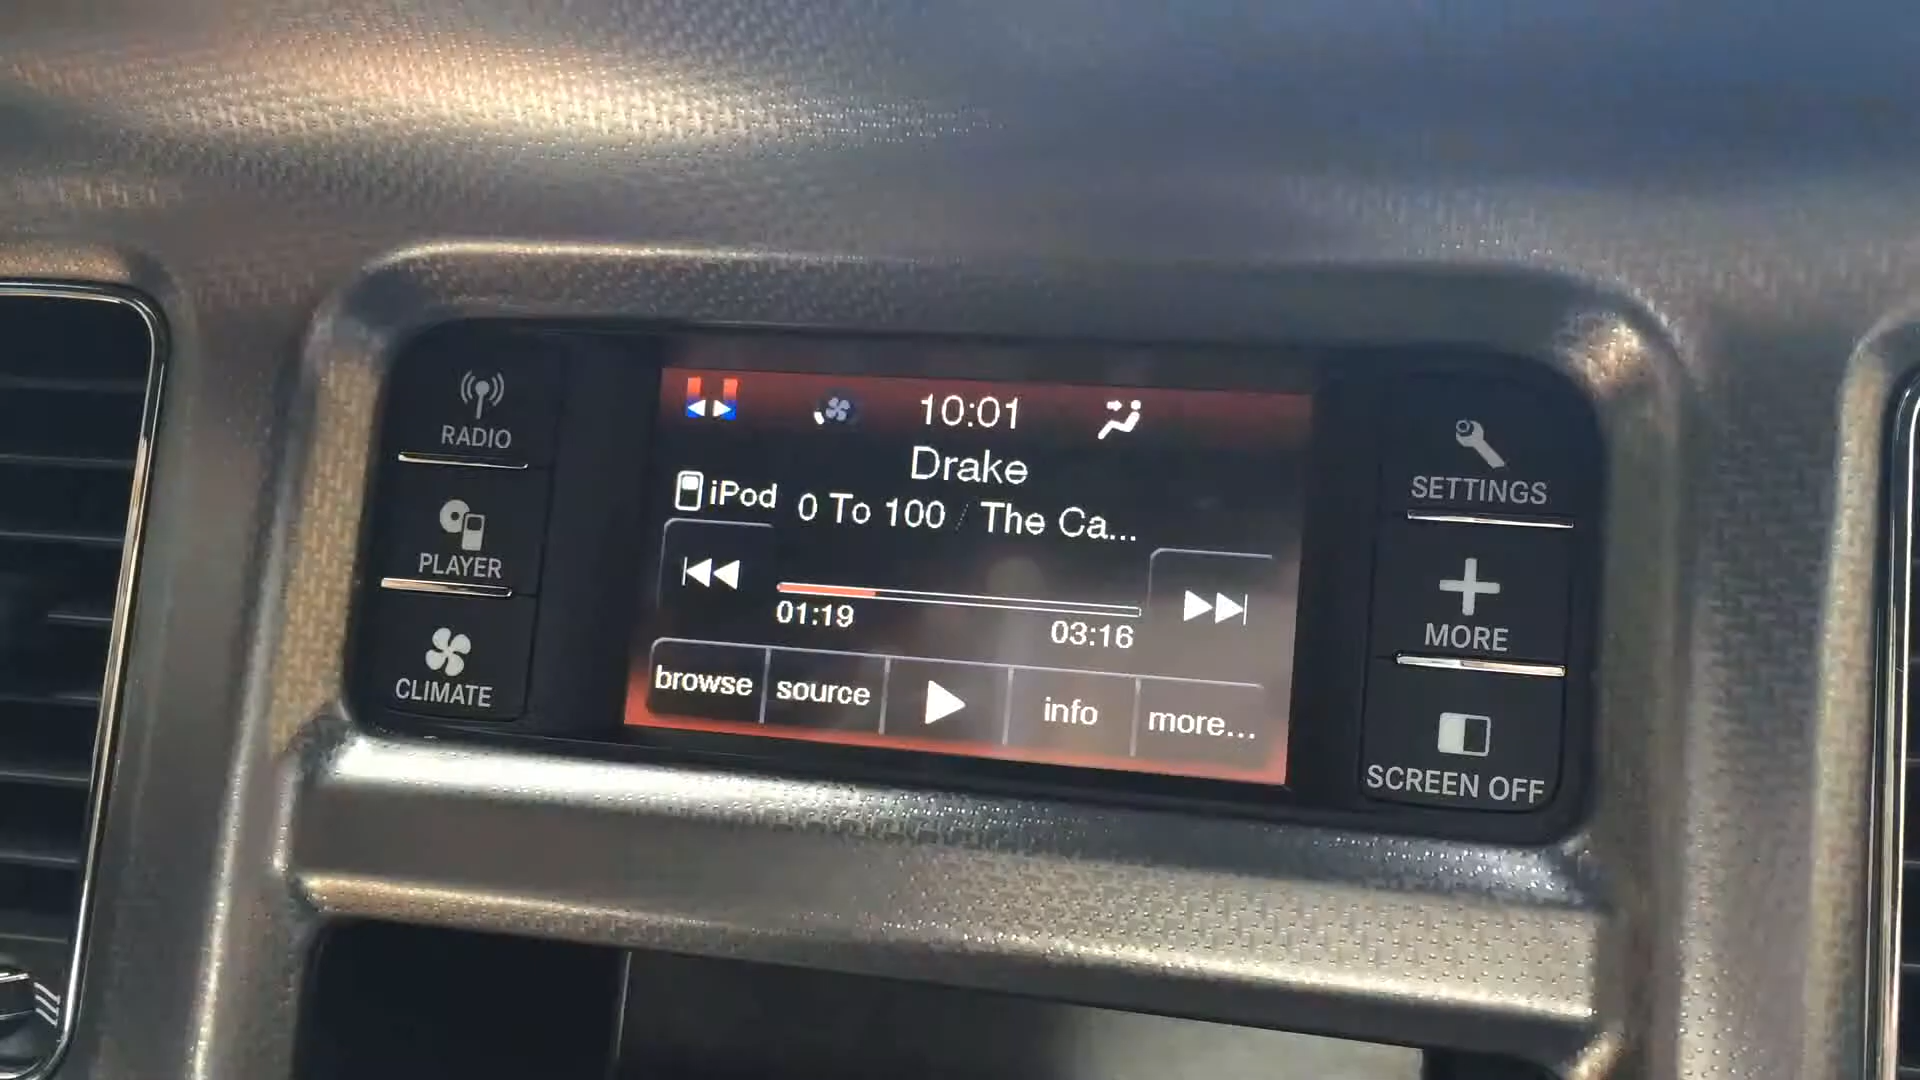 RADIO
PLAYER
CLIMATE
10:01
Drake
iPod
0 To 100 / The Ca...
01:19
03:16
browse
source
info
more...
SETTINGS
MORE
SCREEN OFF